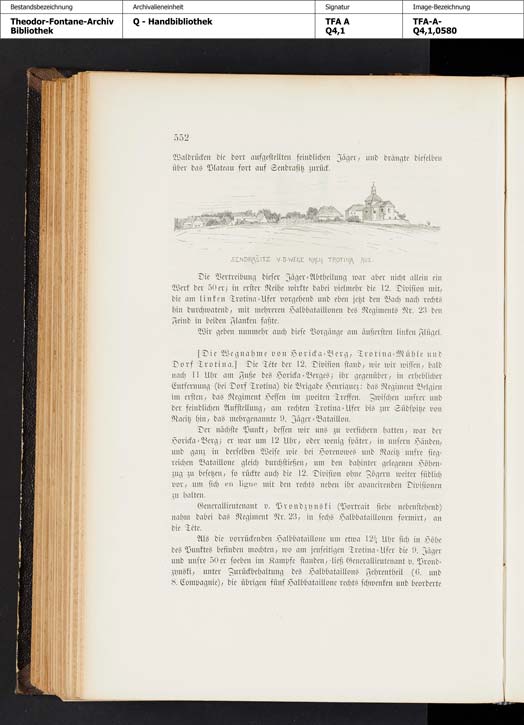 Bestandsbezeichnung
Archivalieneinheit
Signatur
Image-Bezeichnung
Theodor-Fontane-Archiv
Bibliothek
Q - Handbibliothek
TFA A
Q4,1
TFA-A-
Q4,1,0580
552
Waldrücken die dort aufgestellten feindlichen Jäger, und drängte dieselben
über das Plateau fort auf Sendrasitz zurück.
SENDRAŠITZ V. D. WEGE NACH TROTINA AUS.
Die Vertreibung dieser Jäger-Abtheilung war aber nicht allein ein
Werk der 50er; in erster Reihe wirkte dabei vielmehr die 12. Division mit,
die am linken Trotina-Ufer vorgehend und eben jetzt den Bach nach rechts
hin durchwatend, mit mehreren Halbbataillonen des Regiments Nr. 23 den
Feind in beiden Flanken faßte.
Wir geben nunmehr auch diese Vorgänge am äußersten linken Flügel.
[Die Wegnahme von Horicka-Berg, Trotina-Mühle und
Dorf Trotina.] Die Tête der 12. Division stand, wie wir wissen, bald
nach 11 Uhr am Fuße des Horicka-Berges; ihr gegenüber, in erheblicher
Entfernung (bei Dorf Trotina) die Brigade Henriquez: das Regiment Belgien
im ersten, das Regiment Hessen im zweiten Treffen. Zwischen unsrer und
der feindlichen Aufstellung, am rechten Trotina-Ufer bis zur Südspitze von
Racitz hin, das mehrgenannte 9. Jäger-Bataillon.
Der nächste Punkt, dessen wir uns zu versichern hatten, war der
Horicka-Berg; er war um 12 Uhr, oder wenig später, in unsern Händen,
und ganz in derselben Weise wie bei Horenowes und Racitz unsre sieg-
reichen Bataillone gleich durchstießen, um den dahinter gelegenen Höhen-
zug zu besetzen, so rückte auch die 12. Division ohne Zögern weiter südlich
vor, um sich en ligne mit den rechts neben ihr avancirenden Divisionen
zu halten.
Generallieutenant v. Prondzynski (Portrait siehe nebenstehend)
nahm dabei das Regiment Nr. 23, in sechs Halbbataillonen formirt, an
die Tête.
Als die vorrückenden Halbbataillone um etwa 12½ Uhr sich in Höhe
des Punktes befinden mochten, wo am jenseitigen Trotina-Ufer die 9. Jäger
und unsre 50er soeben im Kampfe standen, ließ Generallieutenant v. Prond-
zynski, unter Zurückbehaltung des Halbbataillons Fehrentheil (6. und
8. Compagnie), die übrigen fünf Halbbataillone rechts schwenken und beorderte